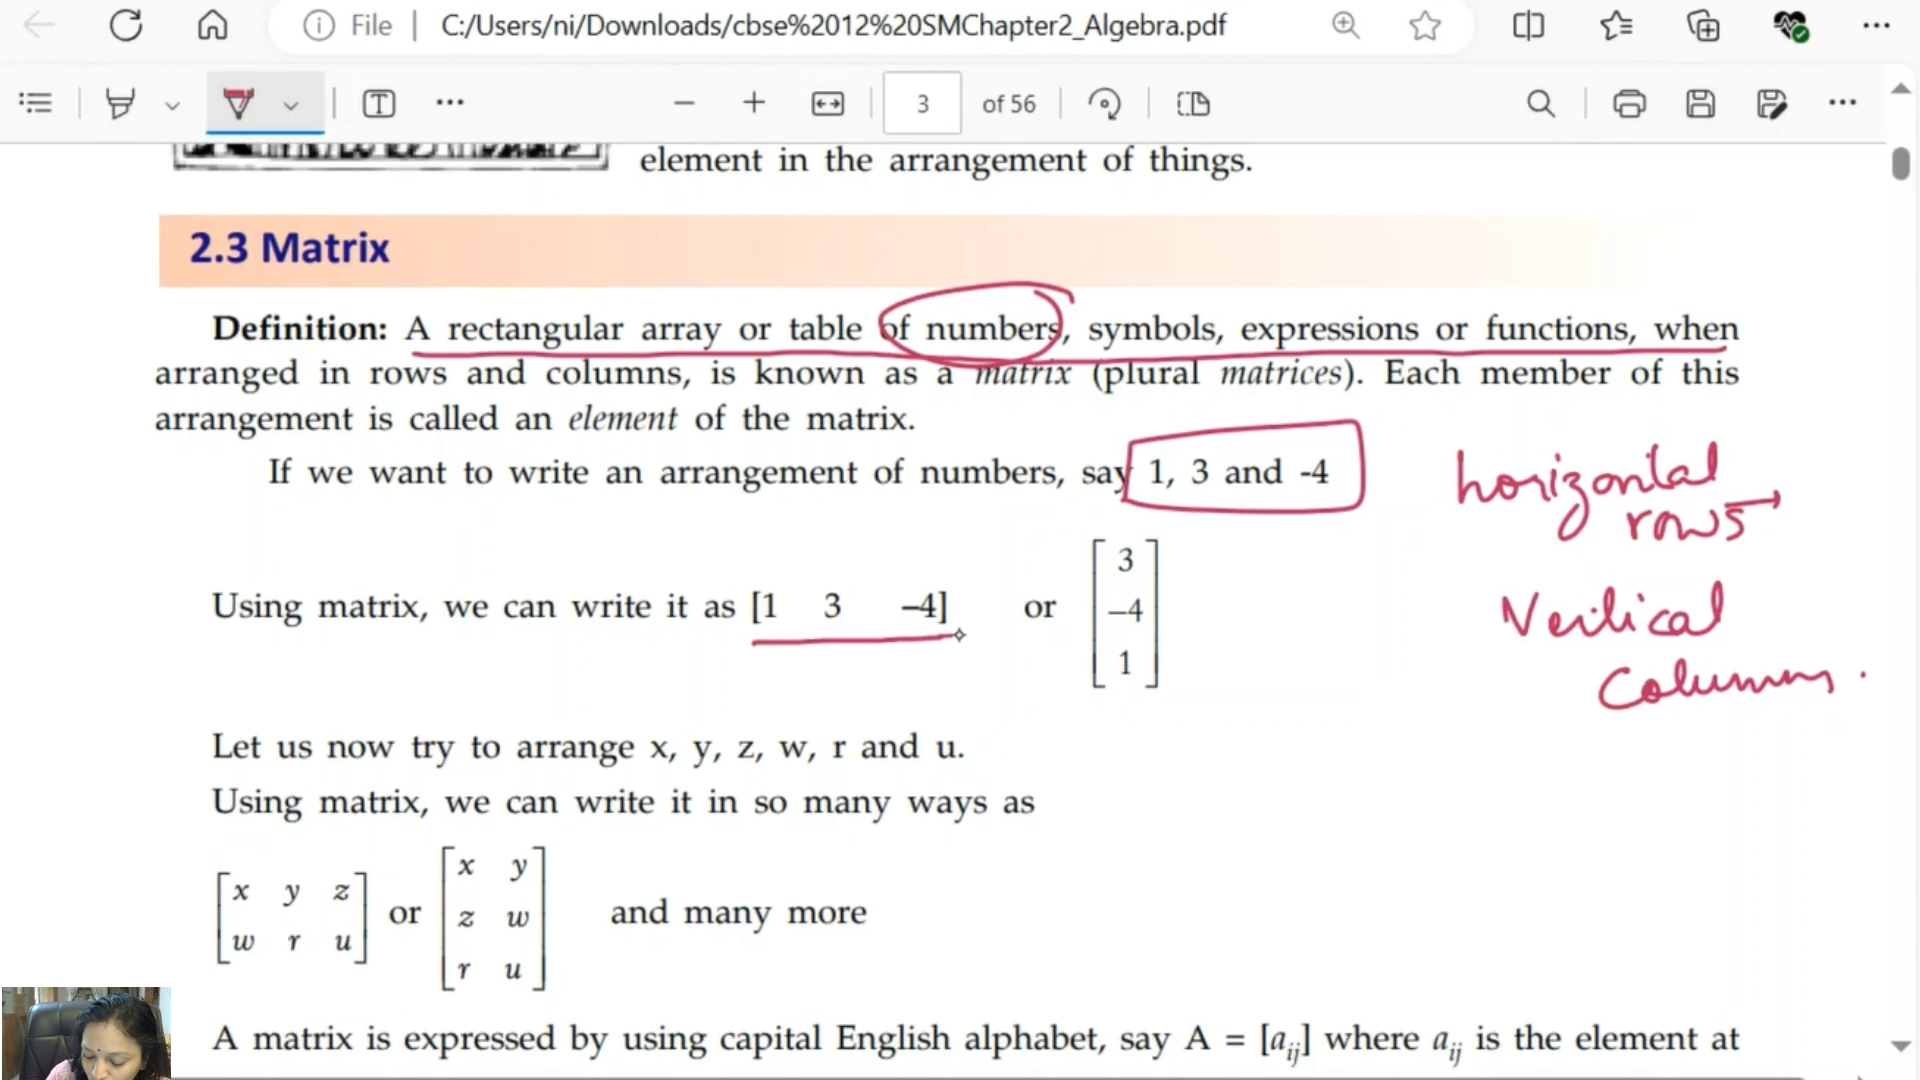 File | C:/Users/ni/Downloads/cbse%2012%20SMChapter2_Algebra.pdf
3 of 56
element in the arrangement of things.
2.3 Matrix
Definition: A rectangular array or table of numbers, symbols, expressions or functions, when
arranged in rows and columns, is known as a matrix (plural matrices). Each member of this
arrangement is called an element of the matrix.
If we want to write an arrangement of numbers, say 1, 3 and -4
horizontal
rows
Using matrix, we can write it as [1 3 –4] or [3
–4
1]
Vertical
Columns.
Let us now try to arrange x, y, z, w, r and u.
Using matrix, we can write it in so many ways as
[x y z
w r u] or [x y
z w
r u] and many more
A matrix is expressed by using capital English alphabet, say A = [aij] where aij is the element at